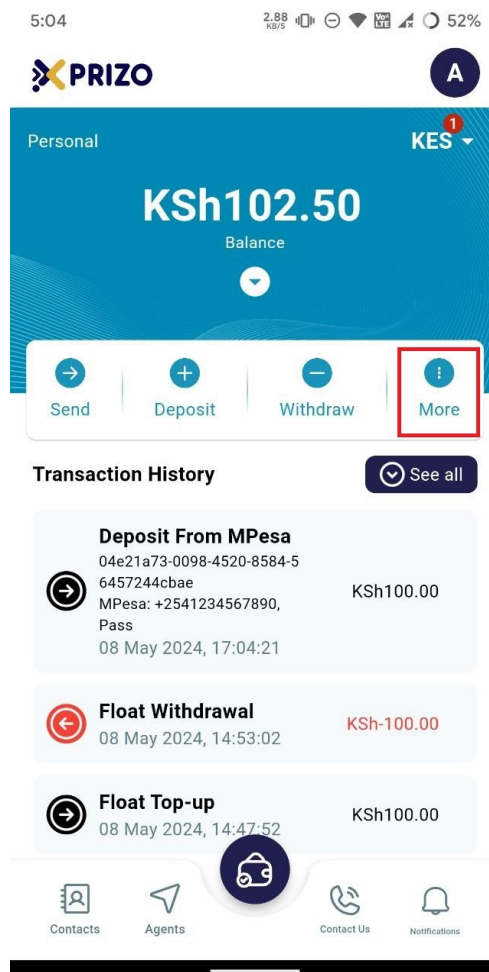 5:04
2.88 KB/S
Vo LTE
52%
XPRIZO
A
Personal
1
KES
KSh102.50
Balance
Send
Deposit
Withdraw
More
Transaction History
See all
Deposit From MPesa
04e21a73-0098-4520-8584-5
6457244cbae
MPesa: +2541234567890,
Pass
08 May 2024, 17:04:21
KSh100.00
Float Withdrawal
08 May 2024, 14:53:02
KSh-100.00
Float Top-up
08 May 2024, 14:47:52
KSh100.00
Contacts
Agents
Contact Us
Notifications